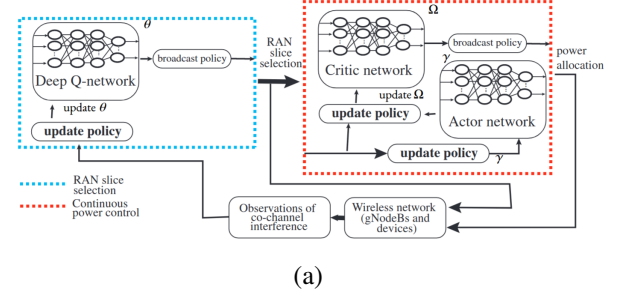 θ
Deep Q-network
broadcast policy
update θ
update policy
RAN slice
selection
Ω
Critic network
broadcast policy
γ
update Ω
Actor network
update policy
update policy
γ
power
allocation
RAN slice
selection
Continuous
power control
Observations of
co-channel
interference
Wireless network
(gNodeBs and
devices)
(a)